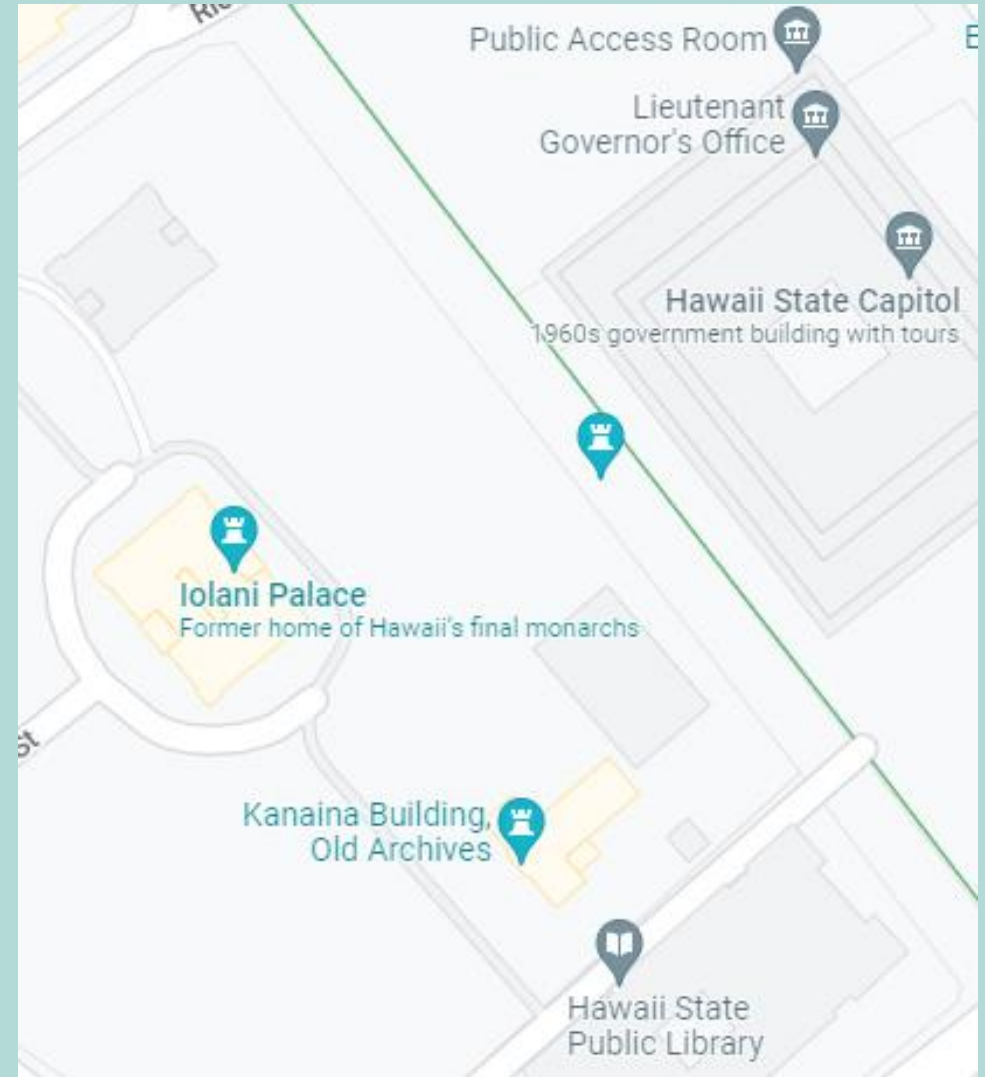 Public Access Room
Lieutenant
Governor's Office
Hawaii State Capitol
1960s government building with tours
Iolani Palace
Former home of Hawaii's final monarchs
St
Kanaina Building,
Old Archives
Hawaii State
Public Library